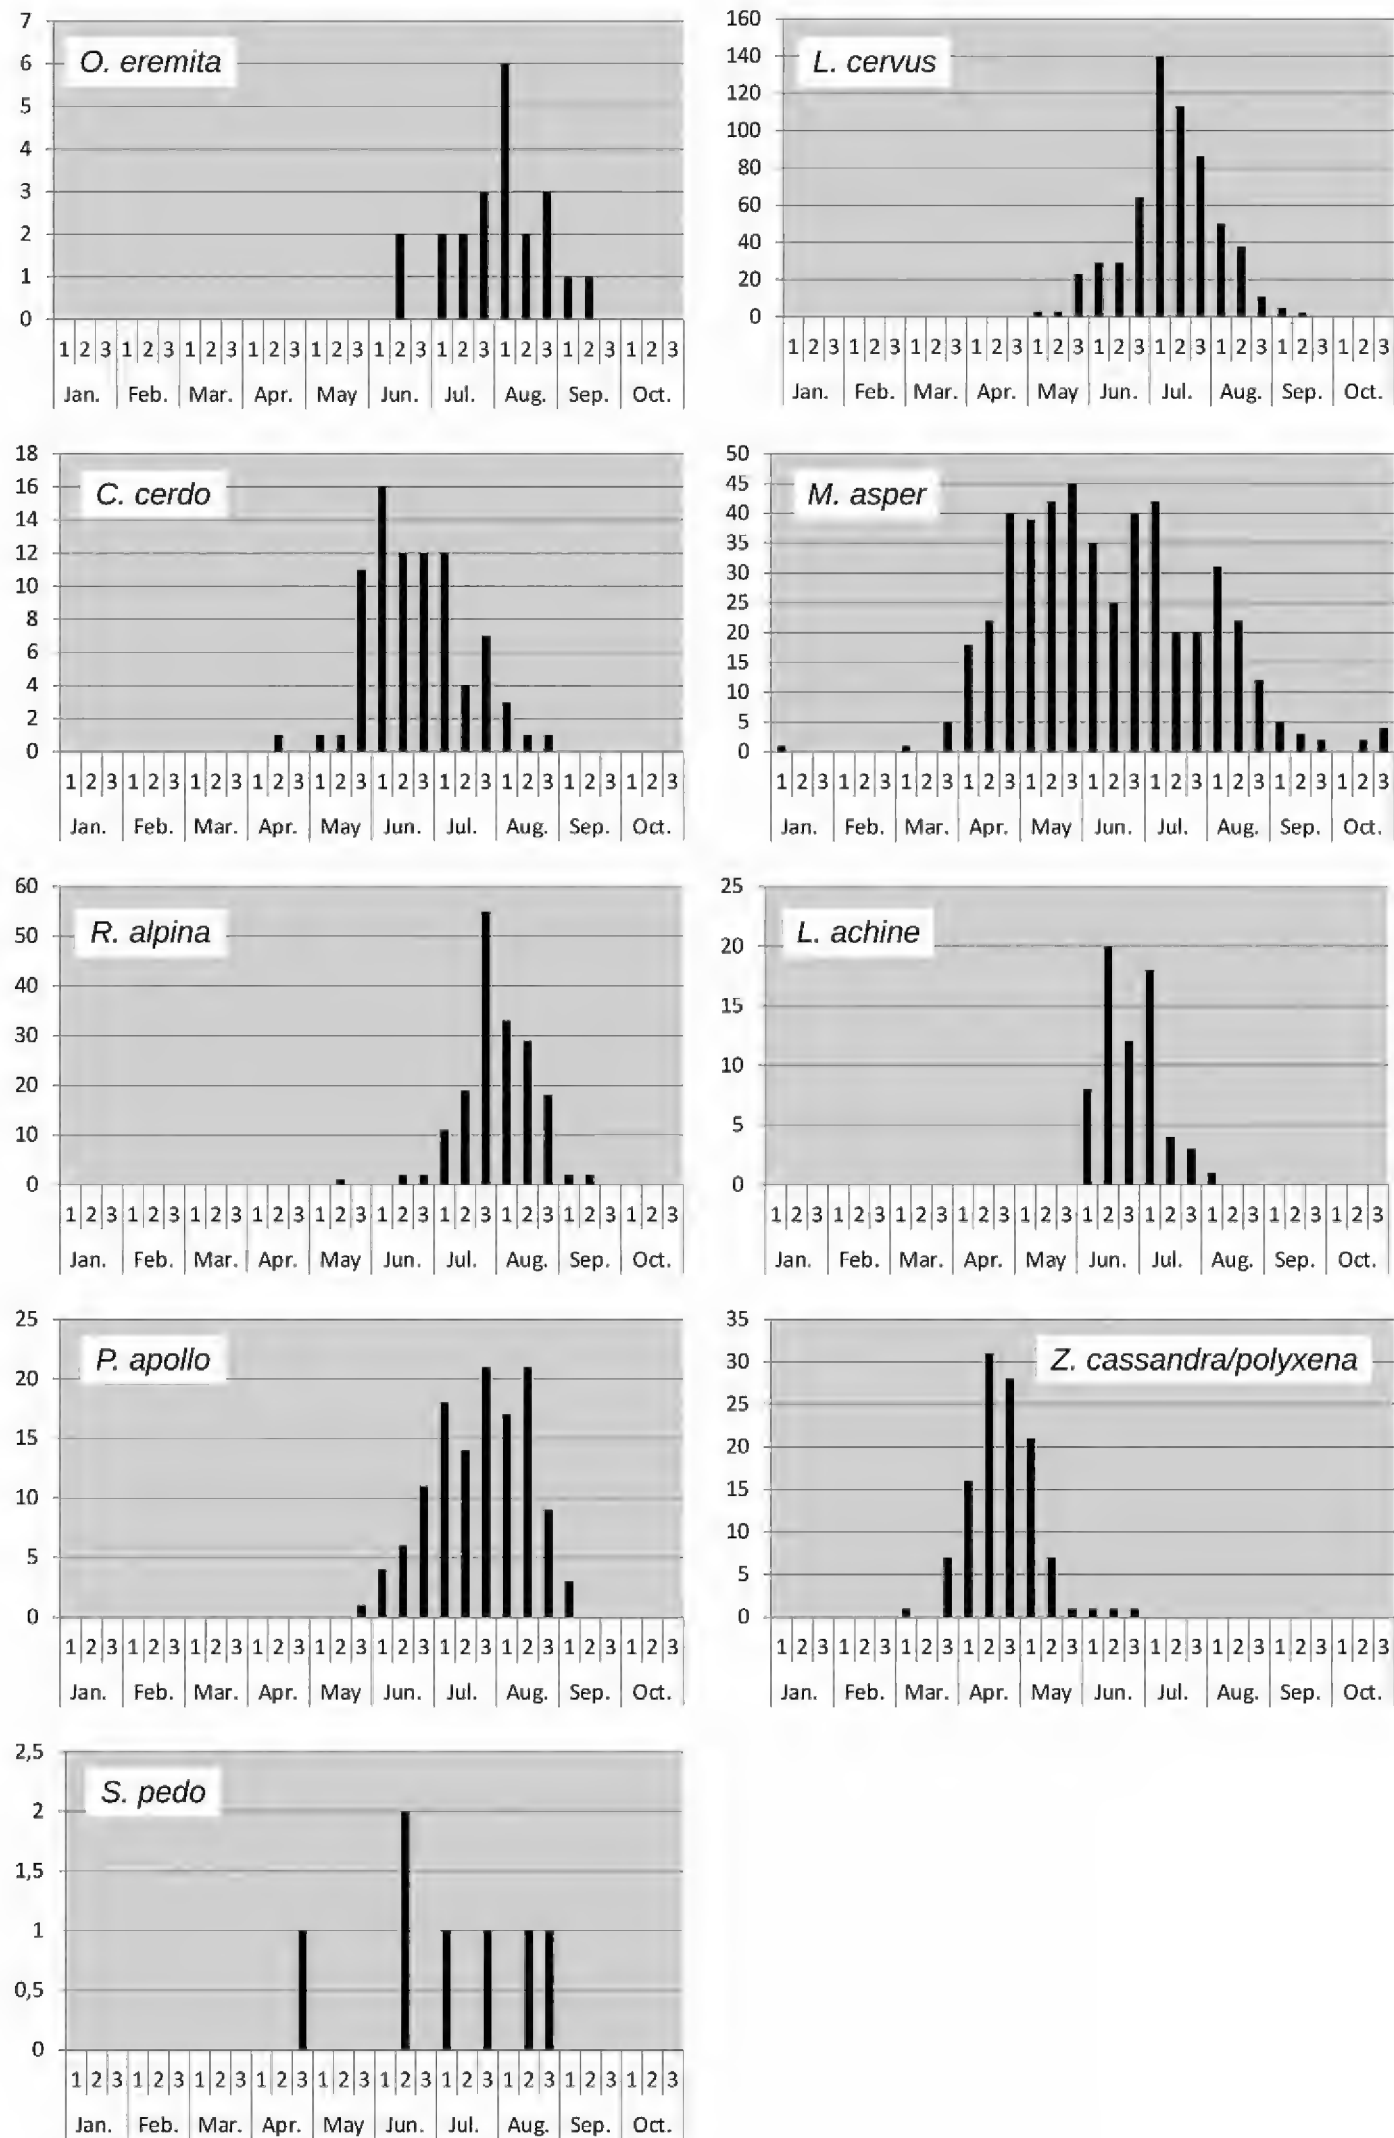 O. eremita
7
6
5
4
3
2
1
0
1 2 3 1 2 3 1 2 3 1 2 3 1 2 3 1 2 3 1 2 3 1 2 3 1 2 3 1 2 3
Jan. Feb. Mar. Apr. May Jun. Jul. Aug. Sep. Oct.
L. cervus
160
140
120
100
80
60
40
20
0
1 2 3 1 2 3 1 2 3 1 2 3 1 2 3 1 2 3 1 2 3 1 2 3 1 2 3 1 2 3
Jan. Feb. Mar. Apr. May Jun. Jul. Aug. Sep. Oct.
C. cerdo
18
16
14
12
10
8
6
4
2
0
1 2 3 1 2 3 1 2 3 1 2 3 1 2 3 1 2 3 1 2 3 1 2 3 1 2 3 1 2 3
Jan. Feb. Mar. Apr. May Jun. Jul. Aug. Sep. Oct.
M. asper
50
45
40
35
30
25
20
15
10
5
0
1 2 3 1 2 3 1 2 3 1 2 3 1 2 3 1 2 3 1 2 3 1 2 3 1 2 3 1 2 3
Jan. Feb. Mar. Apr. May Jun. Jul. Aug. Sep. Oct.
R. alpina
60
50
40
30
20
10
0
1 2 3 1 2 3 1 2 3 1 2 3 1 2 3 1 2 3 1 2 3 1 2 3 1 2 3 1 2 3
Jan. Feb. Mar. Apr. May Jun. Jul. Aug. Sep. Oct.
L. achine
25
20
15
10
5
0
1 2 3 1 2 3 1 2 3 1 2 3 1 2 3 1 2 3 1 2 3 1 2 3 1 2 3 1 2 3
Jan. Feb. Mar. Apr. May Jun. Jul. Aug. Sep. Oct.
P. apollo
25
20
15
10
5
0
1 2 3 1 2 3 1 2 3 1 2 3 1 2 3 1 2 3 1 2 3 1 2 3 1 2 3 1 2 3
Jan. Feb. Mar. Apr. May Jun. Jul. Aug. Sep. Oct.
Z. cassandra/polyxena
35
30
25
20
15
10
5
0
1 2 3 1 2 3 1 2 3 1 2 3 1 2 3 1 2 3 1 2 3 1 2 3 1 2 3 1 2 3
Jan. Feb. Mar. Apr. May Jun. Jul. Aug. Sep. Oct.
S. pedo
2,5
2
1,5
1
0,5
0
1 2 3 1 2 3 1 2 3 1 2 3 1 2 3 1 2 3 1 2 3 1 2 3 1 2 3 1 2 3
Jan. Feb. Mar. Apr. May Jun. Jul. Aug. Sep. Oct.